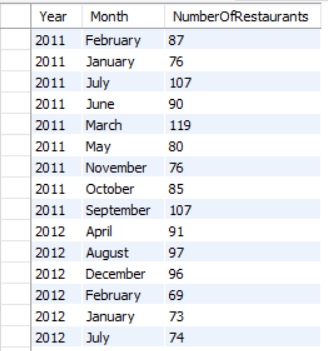 Year Month NumberOfRestaurants
2011 February 87
2011 January 76
2011 July 107
2011 June 90
2011 March 119
2011 May 80
2011 November 76
2011 October 85
2011 September 107
2012 April 91
2012 August 97
2012 December 96
2012 February 69
2012 January 73
2012 July 74